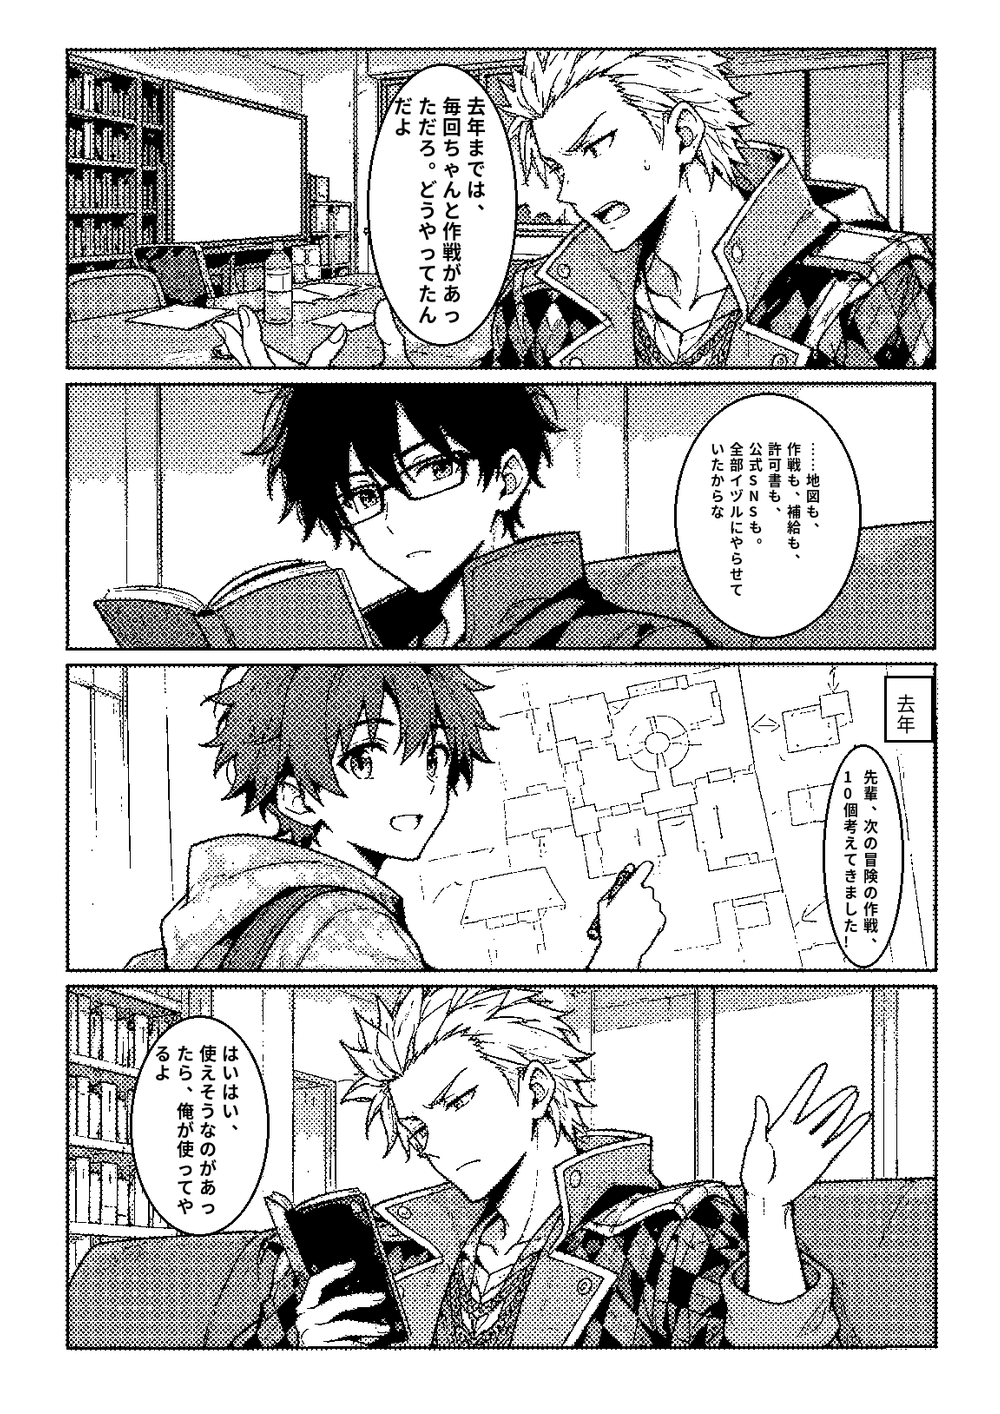 去年までは、
毎回ちゃんと作戦があっ
ただろ。どうやってたん
だよ
……地図も、
作戦も、補給も、
許可書も、
公式SNSも。
全部イヅルにやらせて
いたからな
去年
先輩、次の冒険の作戦、
10個考えてきました！
はいはい、
使えそうなのがあっ
たら、俺が使ってや
るよ